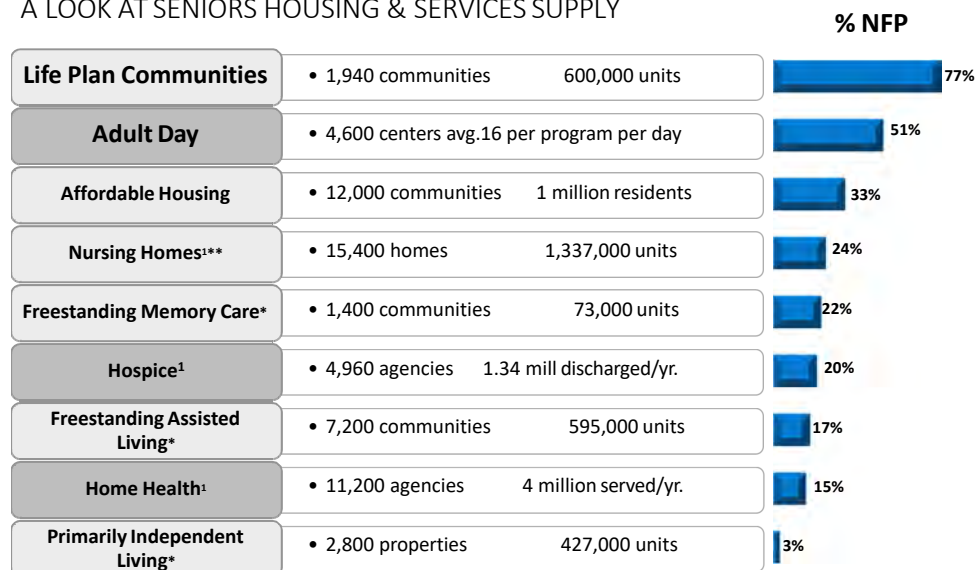 A LOOK AT SENIORS HOUSING & SERVICES SUPPLY
% NFP
Life Plan Communities • 1,940 communities 600,000 units 77%
Adult Day • 4,600 centers avg.16 per program per day 51%
Affordable Housing • 12,000 communities 1 million residents 33%
Nursing Homes¹** • 15,400 homes 1,337,000 units 24%
Freestanding Memory Care* • 1,400 communities 73,000 units 22%
Hospice¹ • 4,960 agencies 1.34 mill discharged/yr. 20%
Freestanding Assisted
Living* • 7,200 communities 595,000 units 17%
Home Health¹ • 11,200 agencies 4 million served/yr. 15%
Primarily Independent
Living* • 2,800 properties 427,000 units 3%